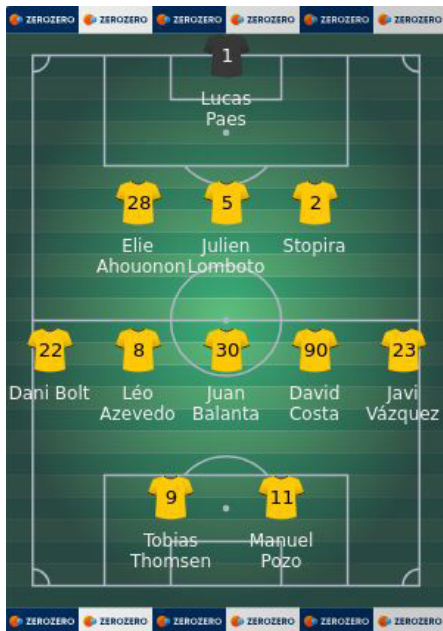 ZEROZERO ZEROZERO ZEROZERO ZEROZERO ZEROZERO ZEROZERO
1
Lucas
Paes
28 5 2
Elie Julien Stopira
Ahouonon Lomboto
22 8 30 90 23
Dani Bolt Léo Juan David Javi
Azevedo Balanta Costa Vázquez
9 11
Tobias Manuel
Thomsen Pozo
ZEROZERO ZEROZERO ZEROZERO ZEROZERO ZEROZERO ZEROZERO